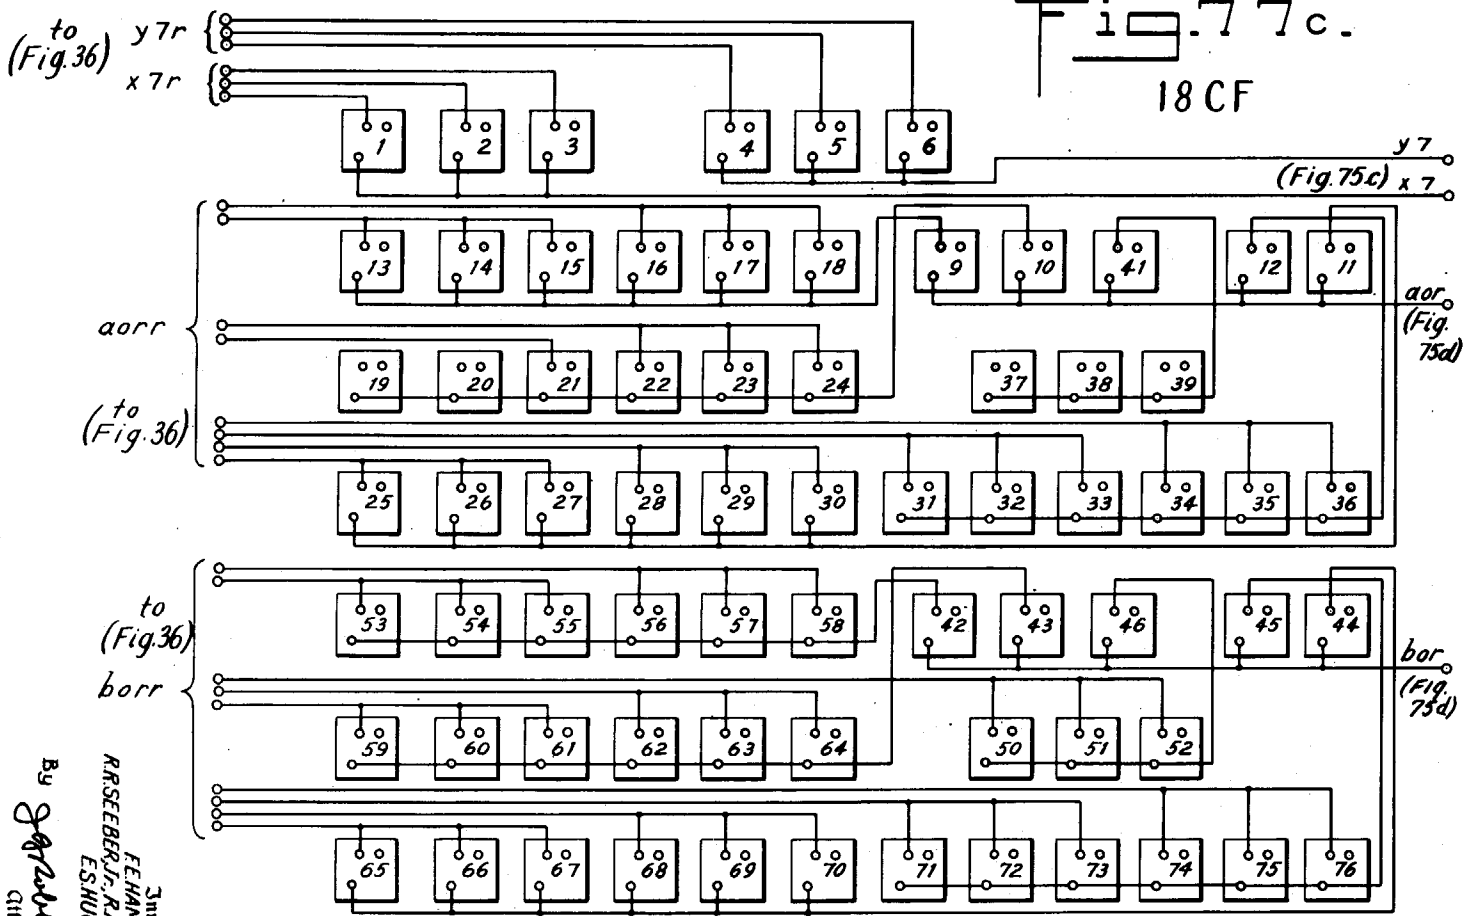 Fig. 77c.
18 CF
to
(Fig. 36)
y 7r
x 7r
1 2 3 4 5 6
y 7
(Fig. 75c) x 7
13 14 15 16 17 18 9 10 41 12 11
aor
(Fig.
75d)
aorr
19 20 21 22 23 24 37 38 39
(to
Fig. 36)
25 26 27 28 29 30 31 32 33 34 35 36
to
(Fig. 36)
53 54 55 56 57 58 42 43 46 45 44
bor
(Fig.
75d)
borr
59 60 61 62 63 64 50 51 52
65 66 67 68 69 70 71 72 73 74 75 76
R.R.SEEBER,Jr.,R.
E.S.HU
By